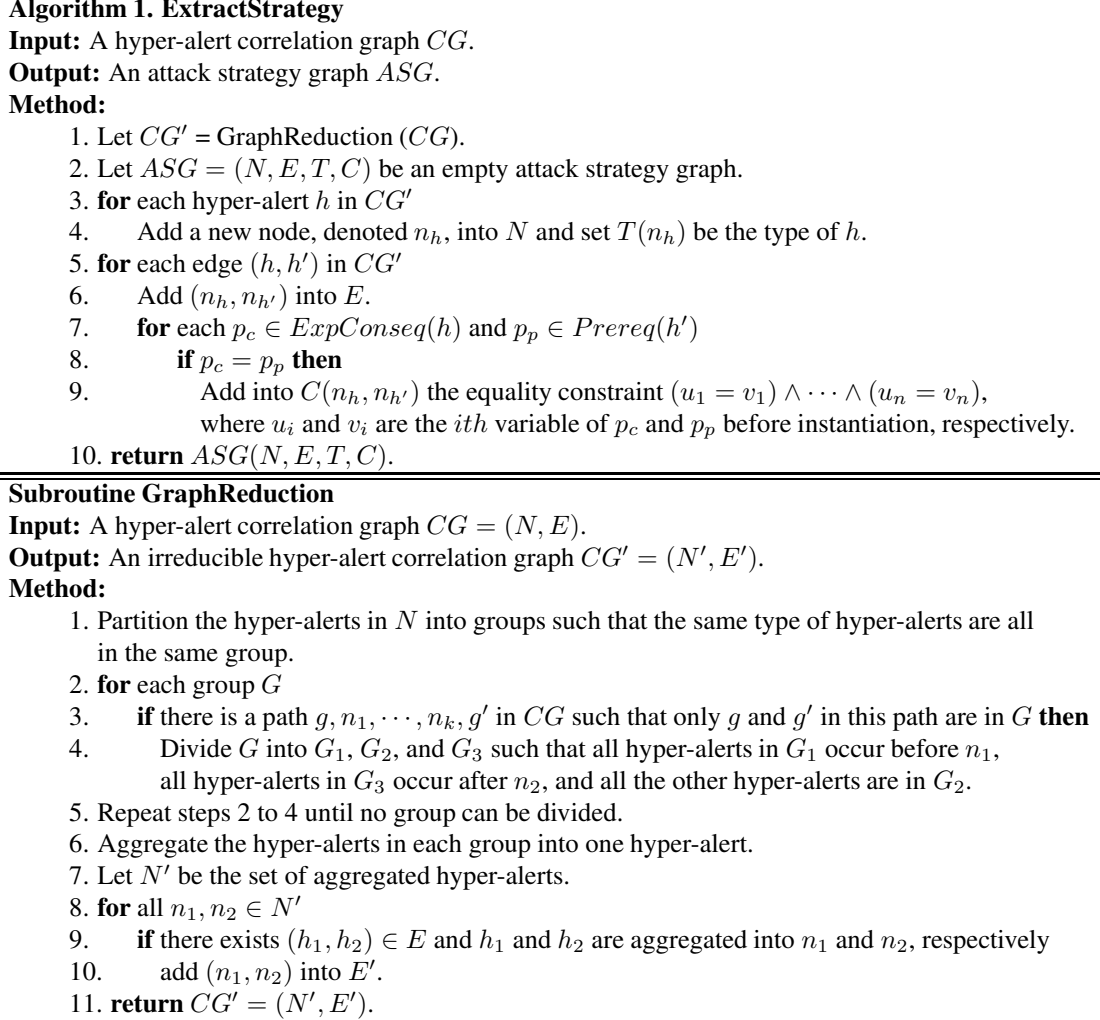 Algorithm 1. ExtractStrategy
Input: A hyper-alert correlation graph CG.
Output: An attack strategy graph ASG.
Method:
1. Let CG′ = GraphReduction (CG).
2. Let ASG = (N, E, T, C) be an empty attack strategy graph.
3. for each hyper-alert h in CG′
4. Add a new node, denoted n_h, into N and set T(n_h) be the type of h.
5. for each edge (h, h′) in CG′
6. Add (n_h, n_h′) into E.
7. for each p_c ∈ ExpConseq(h) and p_p ∈ Prereq(h′)
8. if p_c = p_p then
9. Add into C(n_h, n_h′) the equality constraint (u_1 = v_1) ∧ ··· ∧ (u_n = v_n),
where u_i and v_i are the ith variable of p_c and p_p before instantiation, respectively.
10. return ASG(N, E, T, C).
Subroutine GraphReduction
Input: A hyper-alert correlation graph CG = (N, E).
Output: An irreducible hyper-alert correlation graph CG′ = (N′, E′).
Method:
1. Partition the hyper-alerts in N into groups such that the same type of hyper-alerts are all
in the same group.
2. for each group G
3. if there is a path g, n_1, ···, n_k, g′ in CG such that only g and g′ in this path are in G then
4. Divide G into G_1, G_2, and G_3 such that all hyper-alerts in G_1 occur before n_1,
all hyper-alerts in G_3 occur after n_2, and all the other hyper-alerts are in G_2.
5. Repeat steps 2 to 4 until no group can be divided.
6. Aggregate the hyper-alerts in each group into one hyper-alert.
7. Let N′ be the set of aggregated hyper-alerts.
8. for all n_1, n_2 ∈ N′
9. if there exists (h_1, h_2) ∈ E and h_1 and h_2 are aggregated into n_1 and n_2, respectively
10. add (n_1, n_2) into E′.
11. return CG′ = (N′, E′).